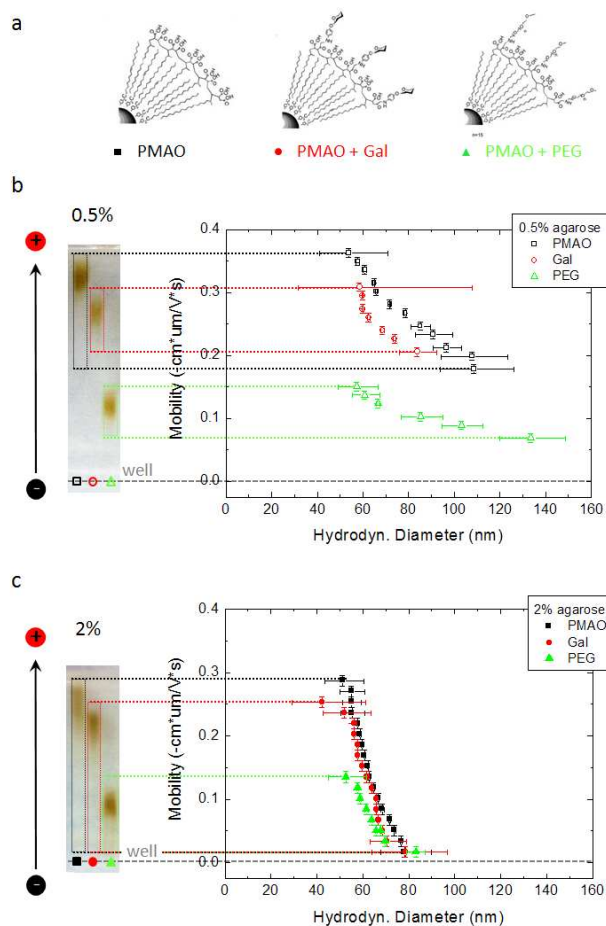 a
n=15
PMAO
PMAO + Gal
PMAO + PEG
b
0.5%
+
-
well
0.4
0.3
0.2
0.1
0.0
Mobility (-cm*um/V*s)
0 20 40 60 80 100 120 140 160
Hydrodyn. Diameter (nm)
0.5% agarose
PMAO
Gal
PEG
c
2%
+
-
well
0.4
0.3
0.2
0.1
0.0
Mobility (-cm*um/V*s)
0 20 40 60 80 100 120 140 160
Hydrodyn. Diameter (nm)
2% agarose
PMAO
Gal
PEG